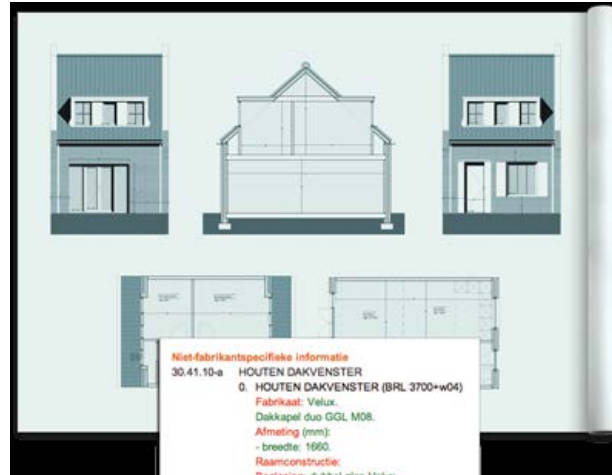 Niet-fabrikantspecifieke informatie
30.41.10-a HOUTEN DAKVENSTER
0. HOUTEN DAKVENSTER (BRL 3700+w04)
Fabrikaat: Velux.
Dakkapel duo GGL M08.
Afmeting (mm):
- breedte: 1660.
Raamconstructie: